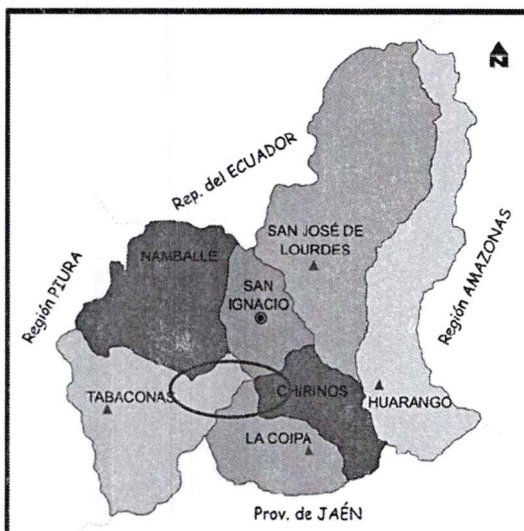 N
Rep. del ECUADOR
SAN JOSÉ DE
LOURDES
NAMBALLE
SAN
IGNACIO
Región PIURA
Región AMAZONAS
TABACONAS
CHIRINOS
HUARANGO
LA COIPA
Prov. de JAÉN